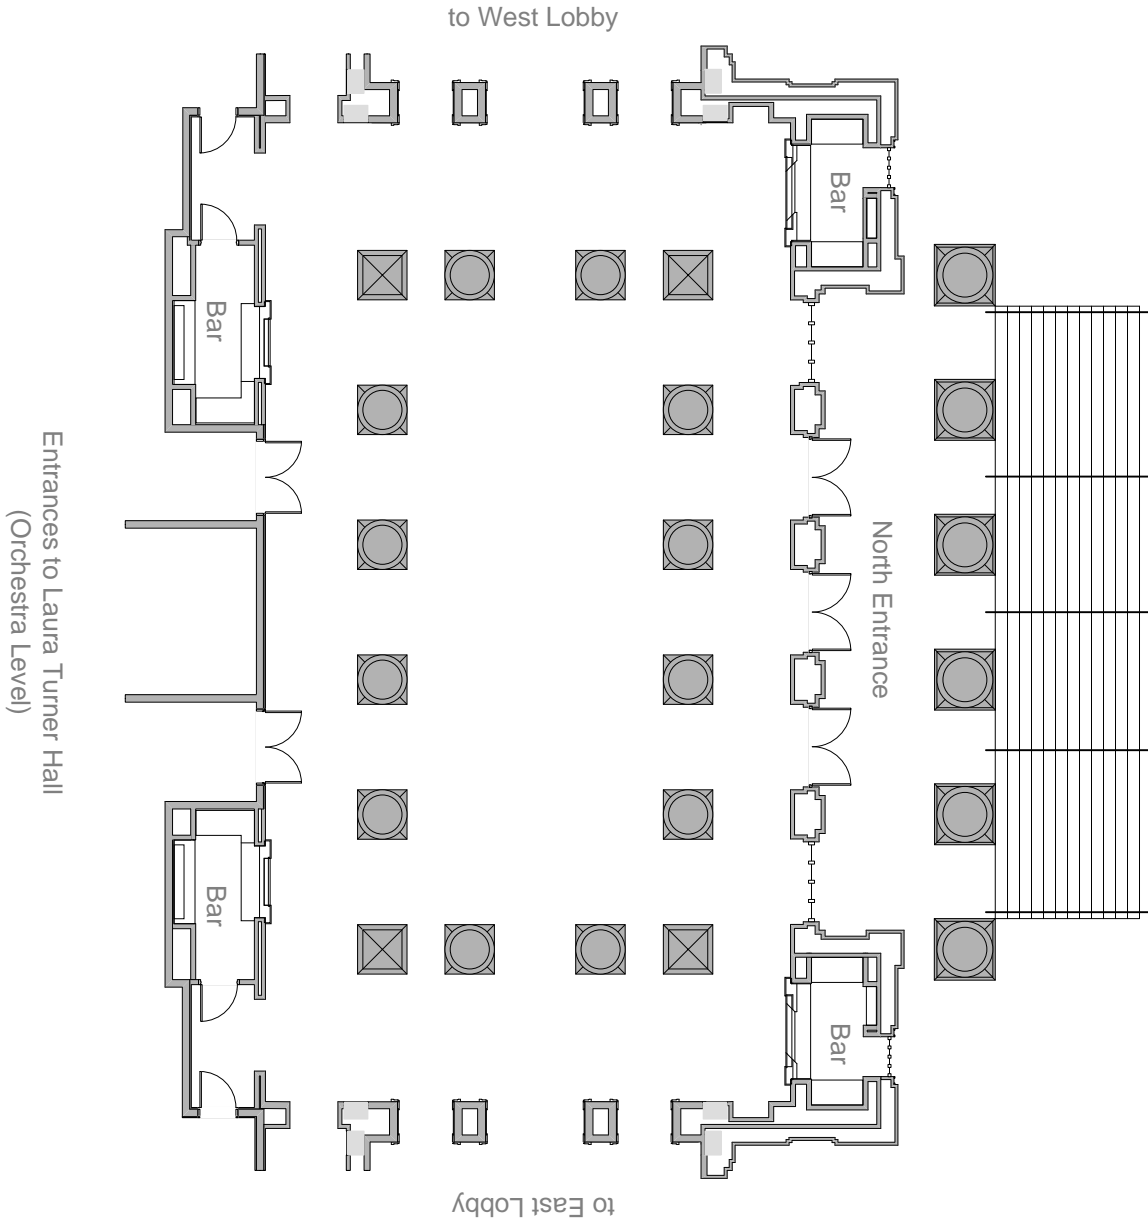 to West Lobby
Bar
Bar
Entrances to Laura Turner Hall
(Orchestra Level)
North Entrance
Bar
Bar
to East Lobby